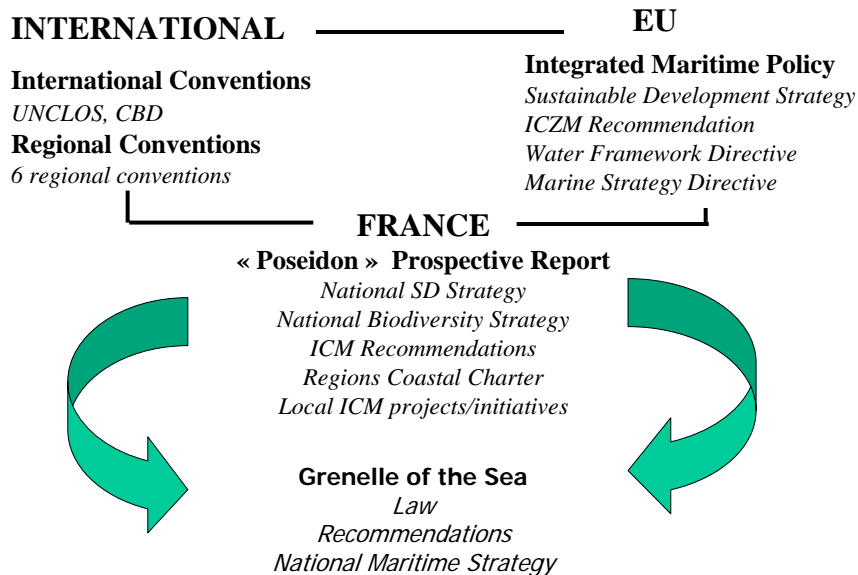 INTERNATIONAL
International Conventions
UNCLOS, CBD
Regional Conventions
6 regional conventions
EU
Integrated Maritime Policy
Sustainable Development Strategy
ICZM Recommendation
Water Framework Directive
Marine Strategy Directive
FRANCE
« Poseidon » Prospective Report
National SD Strategy
National Biodiversity Strategy
ICM Recommendations
Regions Coastal Charter
Local ICM projects/initiatives
Grenelle of the Sea
Law
Recommendations
National Maritime Strategy